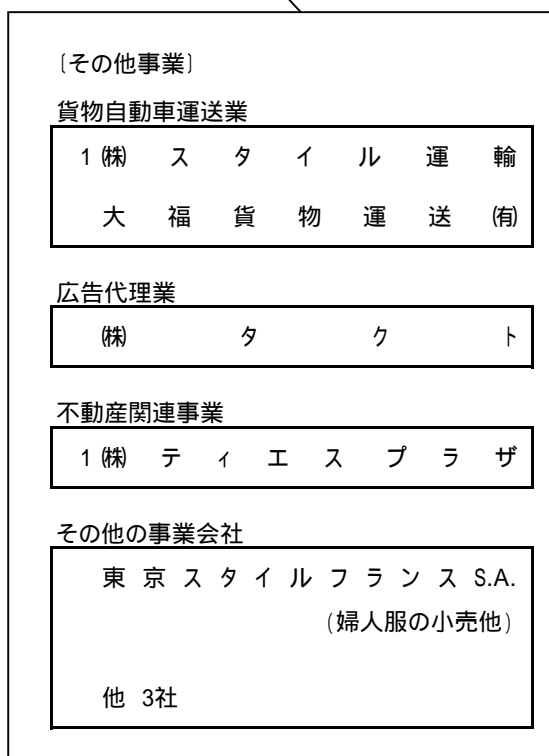 〔その他事業〕
貨物自動車運送業
1 ㈱スタイル運輸
大福貨物運送㈲
広告代理業
㈱タクト
不動産関連事業
1 ㈱ティエスプラザ
その他の事業会社
東京スタイルフランス S.A.
（婦人服の小売他）
他 3社